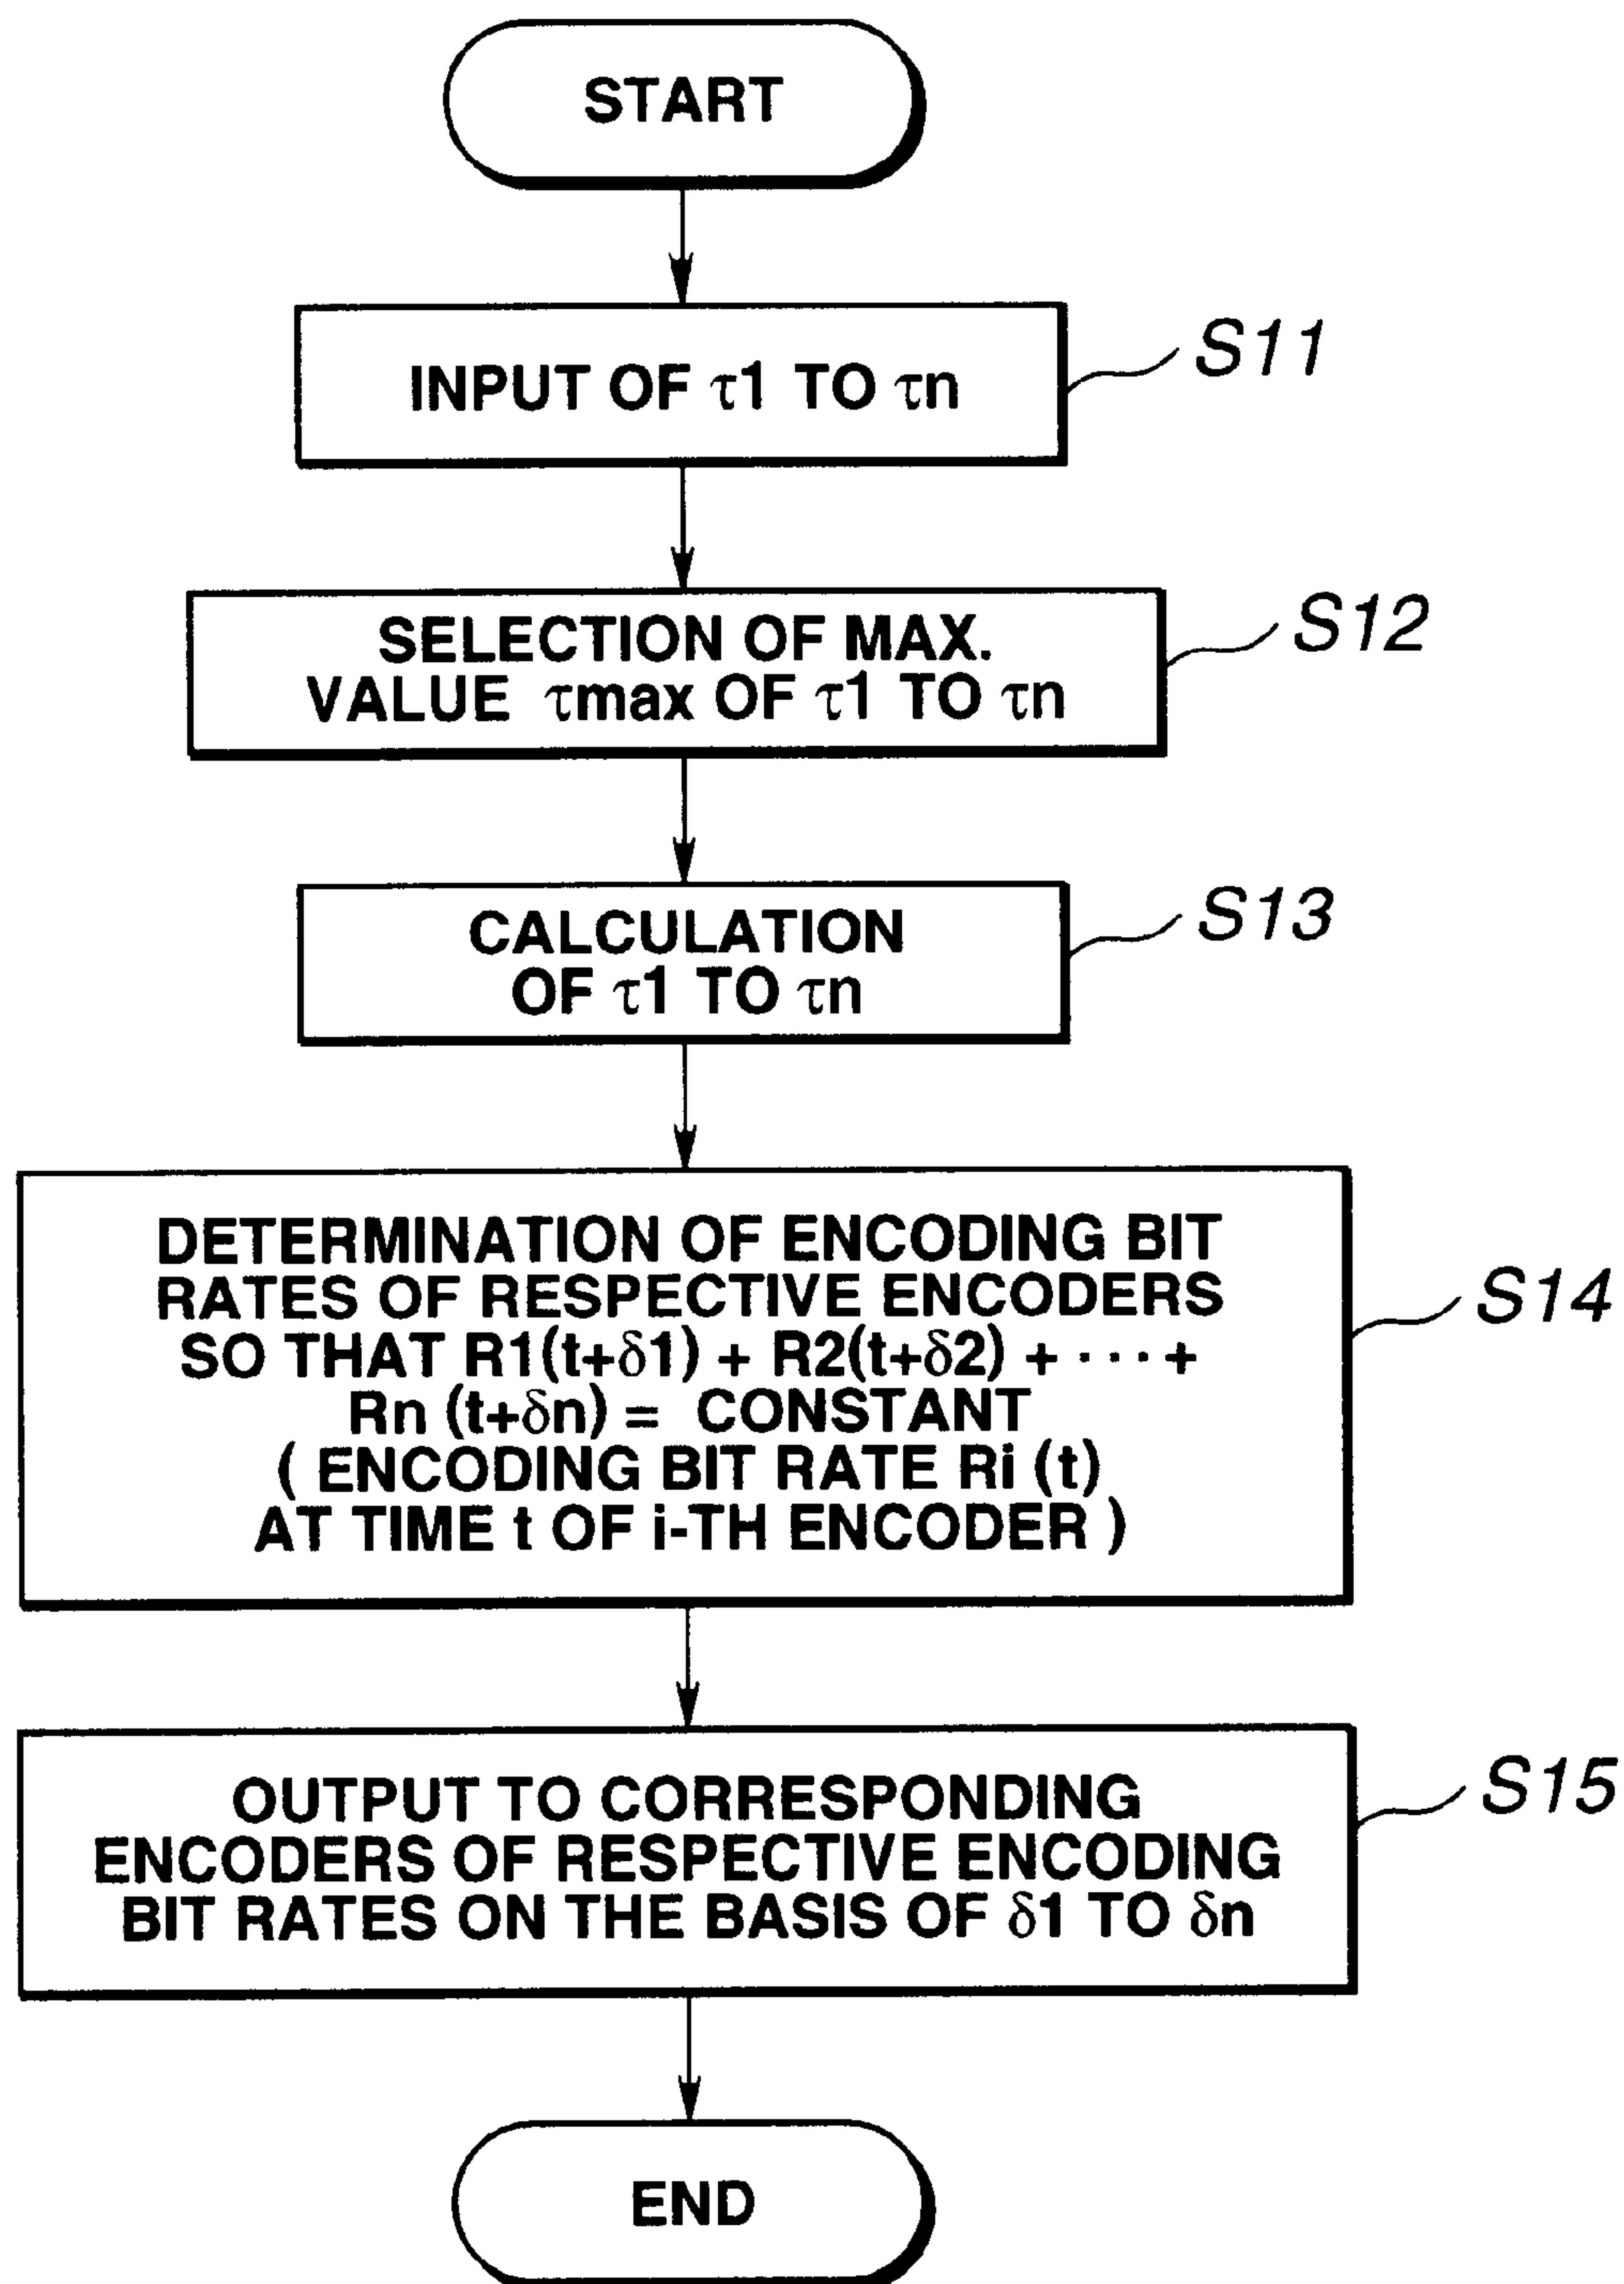 START
INPUT OF τ1 TO τn
S11
SELECTION OF MAX.
VALUE τmax OF τ1 TO τn
S12
CALCULATION
OF τ1 TO τn
S13
DETERMINATION OF ENCODING BIT
RATES OF RESPECTIVE ENCODERS
SO THAT R1(t+δ1) + R2(t+δ2) + ··· +
Rn (t+δn) = CONSTANT
( ENCODING BIT RATE Ri (t)
AT TIME t OF i-TH ENCODER )
S14
OUTPUT TO CORRESPONDING
ENCODERS OF RESPECTIVE ENCODING
BIT RATES ON THE BASIS OF δ1 TO δn
S15
END